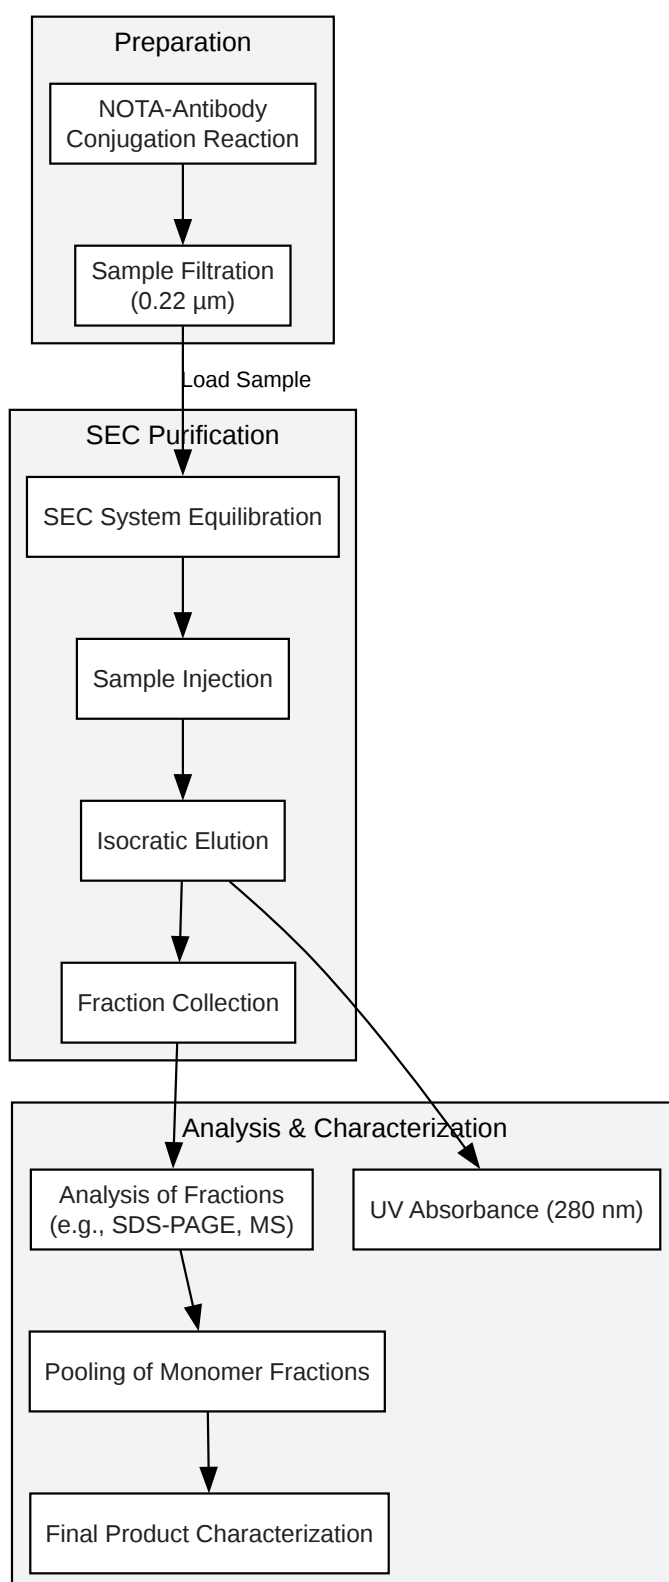 Preparation
NOTA-Antibody
Conjugation Reaction
Sample Filtration
(0.22 µm)
Load Sample
SEC Purification
SEC System Equilibration
Sample Injection
Isocratic Elution
Fraction Collection
Analysis & Characterization
Analysis of Fractions
(e.g., SDS-PAGE, MS)
UV Absorbance (280 nm)
Pooling of Monomer Fractions
Final Product Characterization